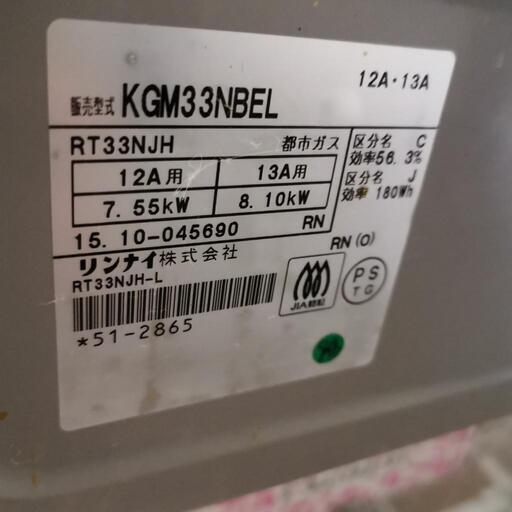 12A・13A
販売型式 KGM33NBEL
RT33NJH 都市ガス
12A用 13A用
7.55kW 8.10kW
区分名 C
効率56.3%
区分名 J
効率 180Wh
15.10-045690 RN
リンナイ株式会社 RN(O)
RT33NJH-L
*51-2865
JIA認証
PS
TG